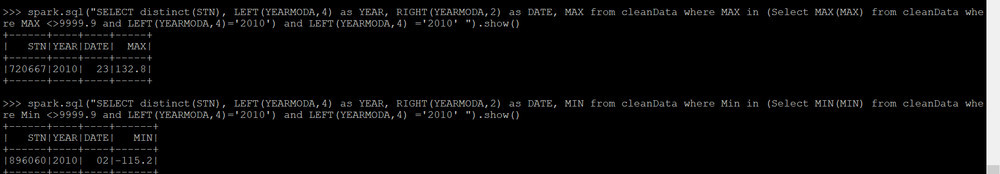 >>> spark.sql("SELECT distinct(STN), LEFT(YEARMODA,4) as YEAR, RIGHT(YEARMODA,2) as DATE, MAX from cleanData where MAX in (Select MAX(MAX) from cleanData whe
re MAX <>9999.9 and LEFT(YEARMODA,4)='2010') and LEFT(YEARMODA,4) ='2010' ").show()
+------+----+----+-----+
|   STN|YEAR|DATE|  MAX|
+------+----+----+-----+
|720667|2010|  23|132.8|
+------+----+----+-----+
>>> spark.sql("SELECT distinct(STN), LEFT(YEARMODA,4) as YEAR, RIGHT(YEARMODA,2) as DATE, MIN from cleanData where Min in (Select MIN(MIN) from cleanData whe
re Min <>9999.9 and LEFT(YEARMODA,4)='2010') and LEFT(YEARMODA,4) ='2010' ").show()
+------+----+----+------+
|   STN|YEAR|DATE|   MIN|
+------+----+----+------+
|896060|2010|  02|-115.2|
+------+----+----+------+